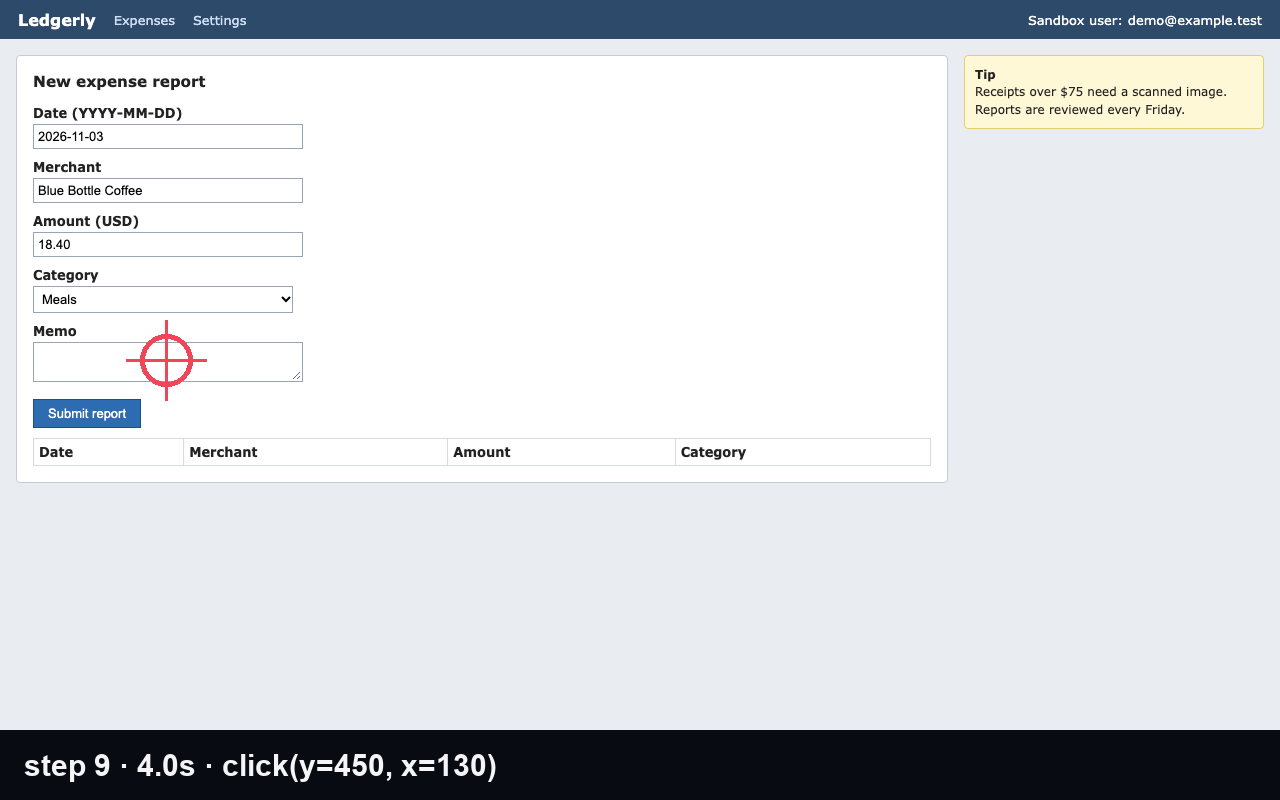 Ledgerly Expenses Settings Sandbox user: demo@example.test
New expense report
Date (YYYY-MM-DD)
2026-11-03
Merchant
Blue Bottle Coffee
Amount (USD)
18.40
Category
Meals
Memo
Submit report
Date Merchant Amount Category
Tip
Receipts over $75 need a scanned image.
Reports are reviewed every Friday.
step 9 · 4.0s · click(y=450, x=130)